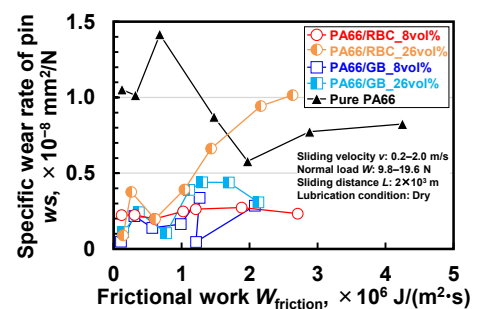 Specific wear rate of pin
ws, ×10⁻⁸ mm²/N
1.5
1.0
0.5
0
PA66/RBC_8vol%
PA66/RBC_26vol%
PA66/GB_8vol%
PA66/GB_26vol%
Pure PA66
Sliding velocity v: 0.2–2.0 m/s
Normal load W: 9.8–19.6 N
Sliding distance L: 2×10³ m
Lubrication condition: Dry
0 1 2 3 4 5
Frictional work Wfriction, ×10⁶ J/(m²·s)